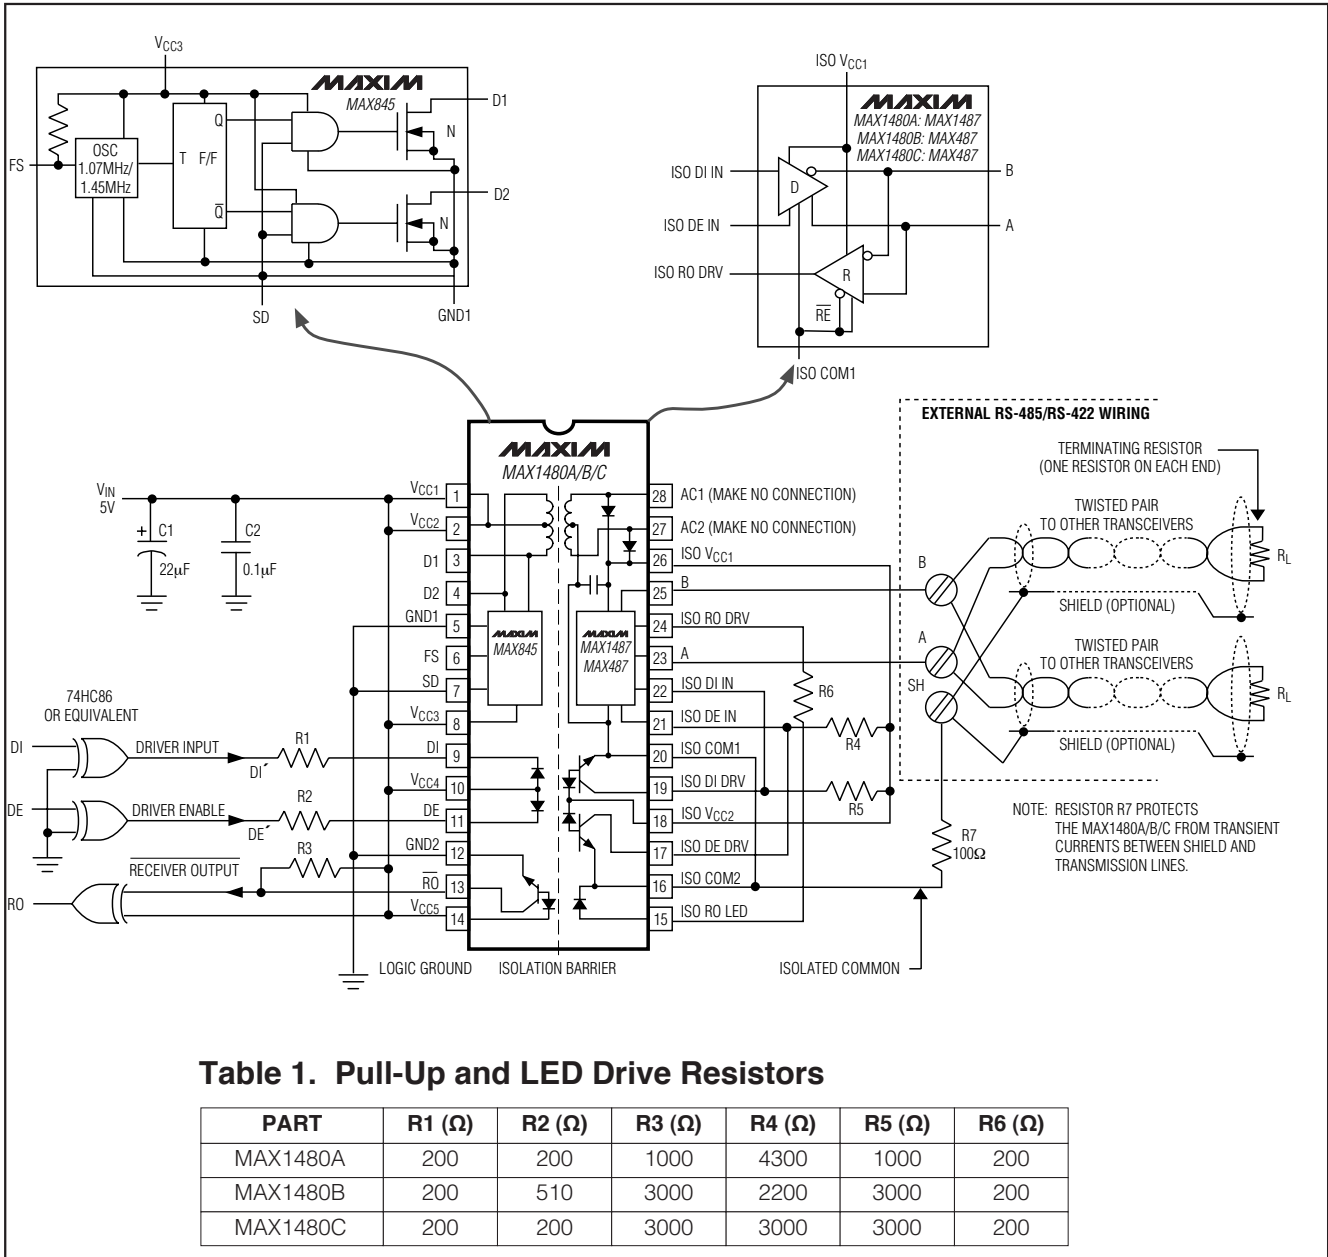 VCC3
MAXIM
MAX845
FS
OSC
1.07MHz/
1.45MHz
T F/F
Q
Q̅
N
N
D1
D2
SD
GND1
ISO VCC1
MAXIM
MAX1480A: MAX1487
MAX1480B: MAX487
MAX1480C: MAX487
ISO DI IN
D
B
ISO DE IN
A
ISO RO DRV
R
R̅E̅
ISO COM1
EXTERNAL RS-485/RS-422 WIRING
TERMINATING RESISTOR
(ONE RESISTOR ON EACH END)
TWISTED PAIR
TO OTHER TRANSCEIVERS
B
RL
SHIELD (OPTIONAL)
A
TWISTED PAIR
TO OTHER TRANSCEIVERS
SH
RL
SHIELD (OPTIONAL)
MAXIM
MAX1480A/B/C
VIN
5V
+ C1
22µF
C2
0.1µF
VCC1 1
VCC2 2
D1 3
D2 4
GND1 5
FS 6
SD 7
VCC3 8
DI 9
VCC4 10
DE 11
GND2 12
R̅O̅ 13
VCC5 14
MAXIM
MAX845
MAXIM
MAX1487
MAX487
28 AC1 (MAKE NO CONNECTION)
27 AC2 (MAKE NO CONNECTION)
26 ISO VCC1
25 B
24 ISO RO DRV
23 A
22 ISO DI IN
21 ISO DE IN
20 ISO COM1
19 ISO DI DRV
18 ISO VCC2
17 ISO DE DRV
16 ISO COM2
15 ISO RO LED
R6
R4
R5
R7
100Ω
74HC86
OR EQUIVALENT
DI
DRIVER INPUT
DI´
R1
DE
DRIVER ENABLE
DE´
R2
R3
R̅E̅C̅E̅I̅V̅E̅R̅ O̅U̅T̅P̅U̅T̅
RO
NOTE: RESISTOR R7 PROTECTS
THE MAX1480A/B/C FROM TRANSIENT
CURRENTS BETWEEN SHIELD AND
TRANSMISSION LINES.
LOGIC GROUND
ISOLATION BARRIER
ISOLATED COMMON
Table 1. Pull-Up and LED Drive Resistors
PART R1 (Ω) R2 (Ω) R3 (Ω) R4 (Ω) R5 (Ω) R6 (Ω)
MAX1480A 200 200 1000 4300 1000 200
MAX1480B 200 510 3000 2200 3000 200
MAX1480C 200 200 3000 3000 3000 200